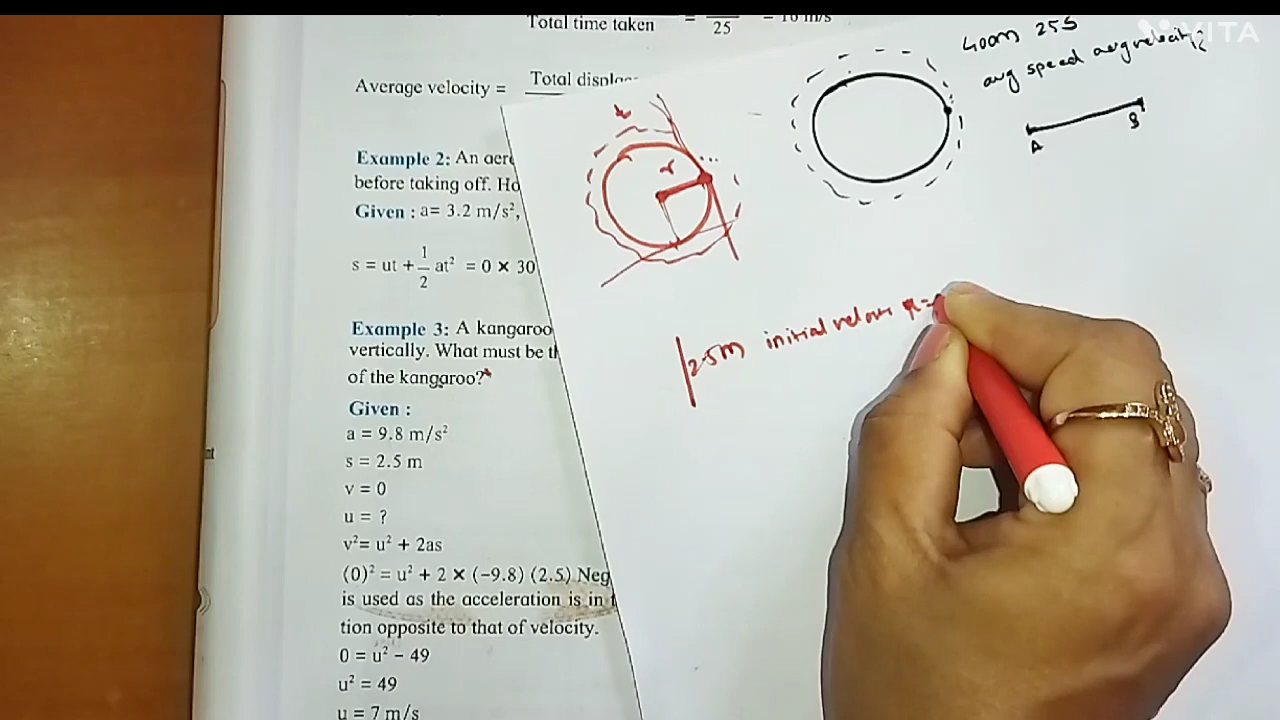 Total time taken = 25 = 16 m/s
Average velocity = Total displa
Example 2: An aer
before taking off. Ho
Given : a= 3.2 m/s²,
s = ut + 1/2 at² = 0 × 30
Example 3: A kangaroo
vertically. What must be th
of the kangaroo?
Given :
a = 9.8 m/s²
s = 2.5 m
v = 0
u = ?
v²= u² + 2as
(0)² = u² + 2 × (−9.8) (2.5) Neg
is used as the acceleration is in
tion opposite to that of velocity.
0 = u² − 49
u² = 49
u = 7 m/s
400m 25s
avg speed avg velocity
A B
r
2.5m initial
VITA